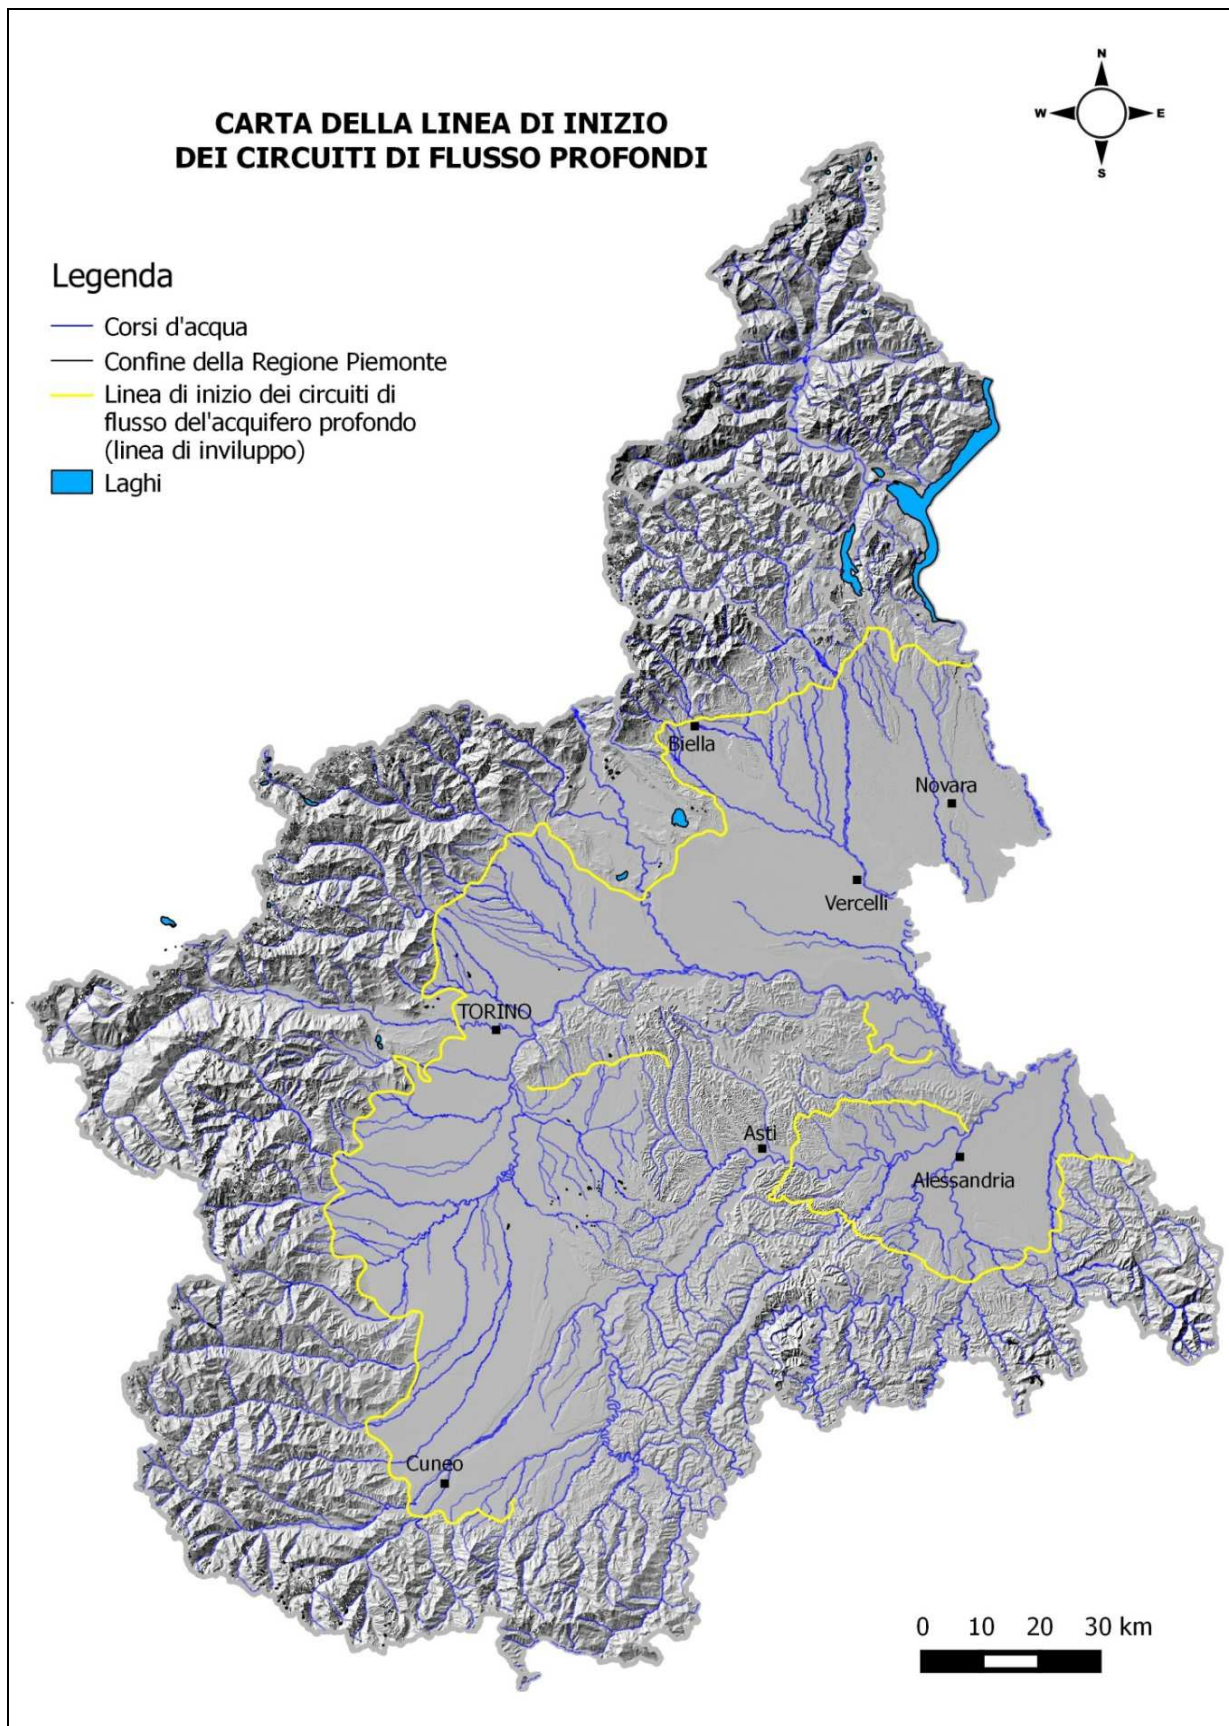 N
W E
S
CARTA DELLA LINEA DI INIZIO
DEI CIRCUITI DI FLUSSO PROFONDI
Legenda
Corsi d'acqua
Confine della Regione Piemonte
Linea di inizio dei circuiti di
flusso del'acquifero profondo
(linea di inviluppo)
Laghi
Biella
Novara
Vercelli
TORINO
Asti
Alessandria
Cuneo
0 10 20 30 km